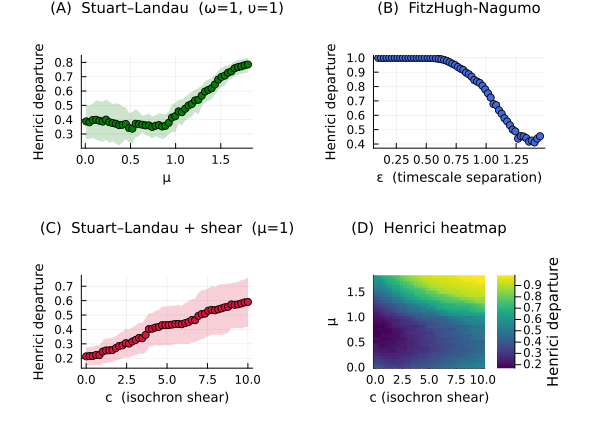 (A) Stuart–Landau (ω=1, υ=1)
Henrici departure
0.8
0.7
0.6
0.5
0.4
0.3
0.0 0.5 1.0 1.5
μ
(B) FitzHugh-Nagumo
Henrici departure
1.0
0.9
0.8
0.7
0.6
0.5
0.4
0.25 0.50 0.75 1.00 1.25
ε (timescale separation)
(C) Stuart–Landau + shear (μ=1)
Henrici departure
0.7
0.6
0.5
0.4
0.3
0.2
0.0 2.5 5.0 7.5 10.0
c (isochron shear)
(D) Henrici heatmap
μ
1.5
1.0
0.5
0.0
0.0 2.5 5.0 7.5 10.0
c (isochron shear)
0.9
0.8
0.7
0.6
0.5
0.4
0.3
0.2
Henrici departure